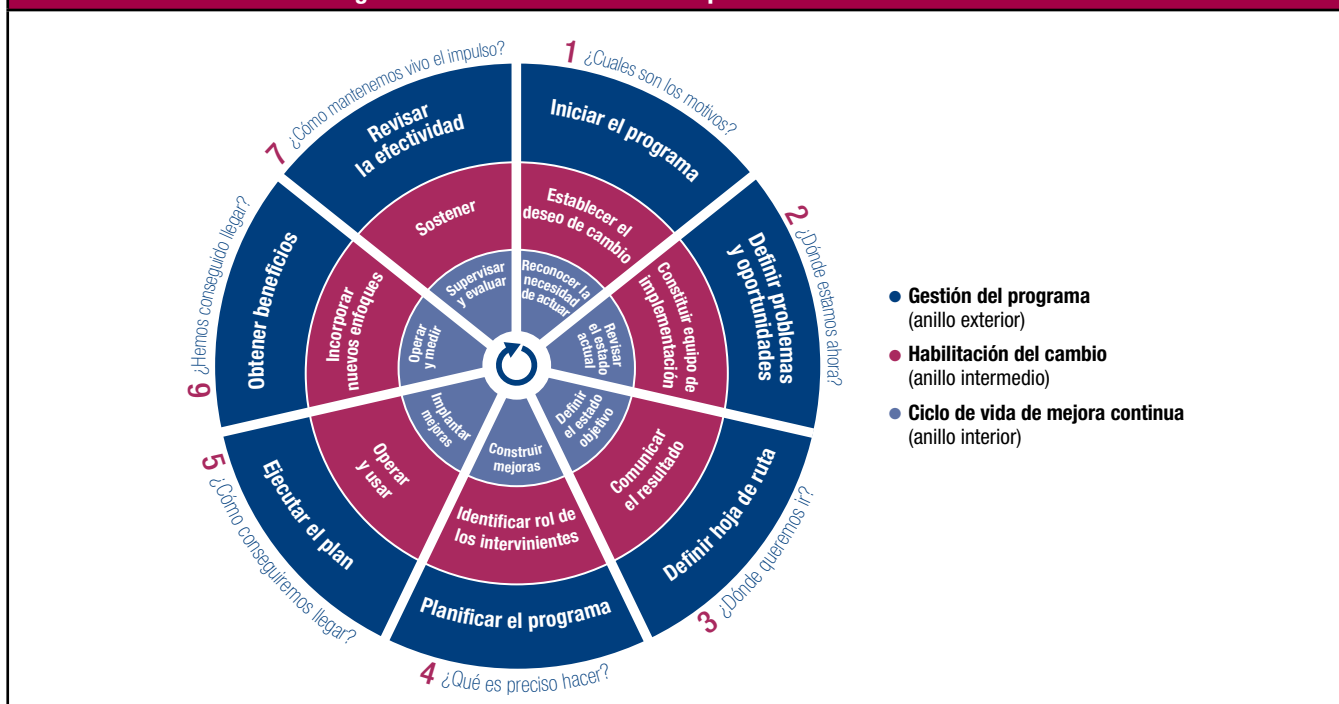 1 ¿Cuales son los motivos?
Iniciar el programa
Establecer el
deseo de cambio
Reconocer la
necesidad
de actuar
2 ¿Dónde estamos ahora?
Definir problemas
y oportunidades
Constituir equipo de
implementación
Revisar
el estado
actual
3 ¿Dónde queremos ir?
Definir hoja de ruta
Comunicar
el resultado
Definir
el estado
objetivo
4 ¿Qué es preciso hacer?
Planificar el programa
Identificar rol de
los intervinientes
Construir
mejoras
5 ¿Cómo conseguiremos llegar?
Ejecutar el plan
Operar
y usar
Implantar
mejoras
6 ¿Hemos conseguido llegar?
Obtener beneficios
Incorporar
nuevos enfoques
Operar
y medir
7 ¿Cómo mantenemos vivo el impulso?
Revisar
la efectividad
Sostener
Supervisar
y evaluar
● Gestión del programa
(anillo exterior)
● Habilitación del cambio
(anillo intermedio)
● Ciclo de vida de mejora continua
(anillo interior)